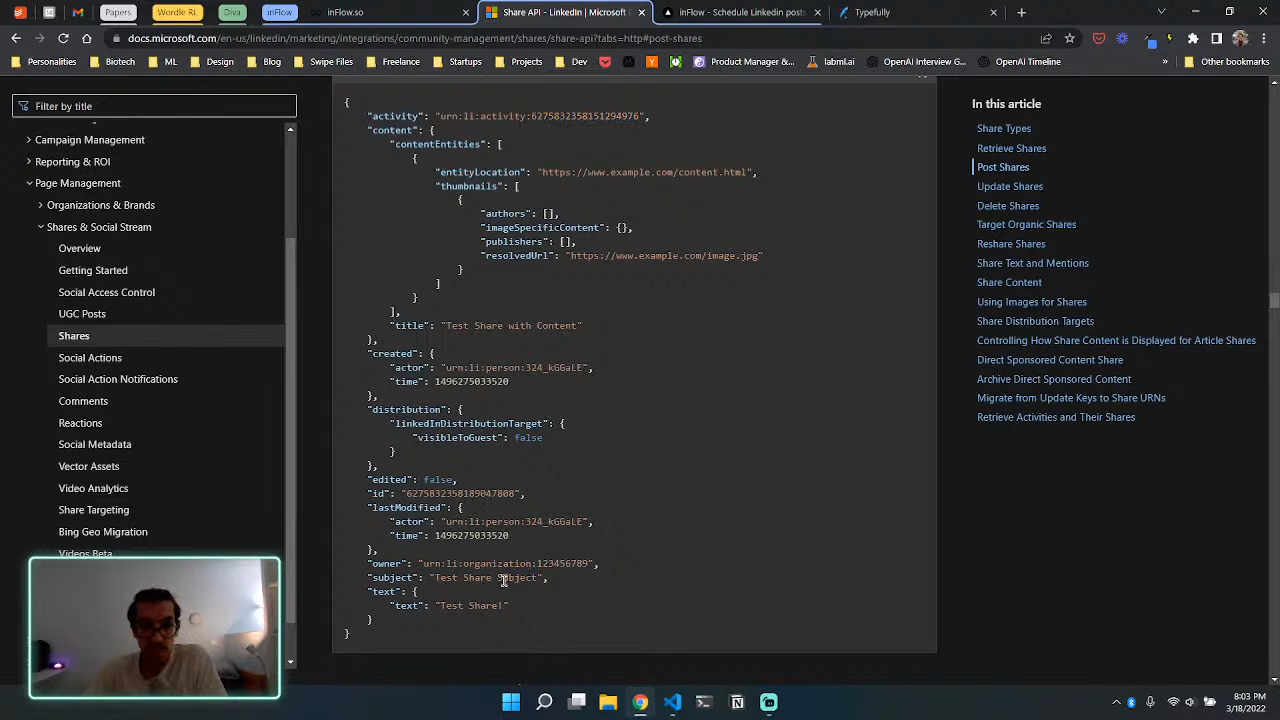 M
Papers
Wordle RL
Diva
inFlow
inFlow.so
Share API - LinkedIn | Microsoft
inFlow - Schedule Linkedin post
Typefully
docs.microsoft.com/en-us/linkedin/marketing/integrations/community-management/shares/share-api?tabs=http#post-shares
Personalities
Biotech
ML
Design
Blog
Swipe Files
Freelance
Startups
Projects
Dev
Product Manager &...
labml.ai
OpenAI Interview Fe...
OpenAI Timeline
»
Other bookmarks
Filter by title
Campaign Management
Reporting & ROI
Page Management
Organizations & Brands
Shares & Social Stream
Overview
Getting Started
Social Access Control
UGC Posts
Shares
Social Actions
Social Action Notifications
Comments
Reactions
Social Metadata
Vector Assets
Video Analytics
Share Targeting
Bing Geo Migration
Videos Beta
{
"activity": "urn:li:activity:6275832358151294976",
"content": {
"contentEntities": [
{
"entityLocation": "https://www.example.com/content.html",
"thumbnails": [
{
"authors": [],
"imageSpecificContent": {},
"publishers": [],
"resolvedUrl": "https://www.example.com/image.jpg"
}
]
}
],
"title": "Test Share with Content"
},
"created": {
"actor": "urn:li:person:324_kGGaLE",
"time": 1496275033520
},
"distribution": {
"linkedInDistributionTarget": {
"visibleToGuest": false
}
},
"edited": false,
"id": "6275832358189047808",
"lastModified": {
"actor": "urn:li:person:324_kGGaLE",
"time": 1496275033520
},
"owner": "urn:li:organization:123456789",
"subject": "Test Share Subject",
"text": {
"text": "Test Share!"
}
}
In this article
Share Types
Retrieve Shares
Post Shares
Update Shares
Delete Shares
Target Organic Shares
Reshare Shares
Share Text and Mentions
Share Content
Using Images for Shares
Share Distribution Targets
Controlling How Share Content is Displayed for Article Shares
Direct Sponsored Content Share
Archive Direct Sponsored Content
Migrate from Update Keys to Share URNs
Retrieve Activities and Their Shares
8:03 PM
3/18/2022